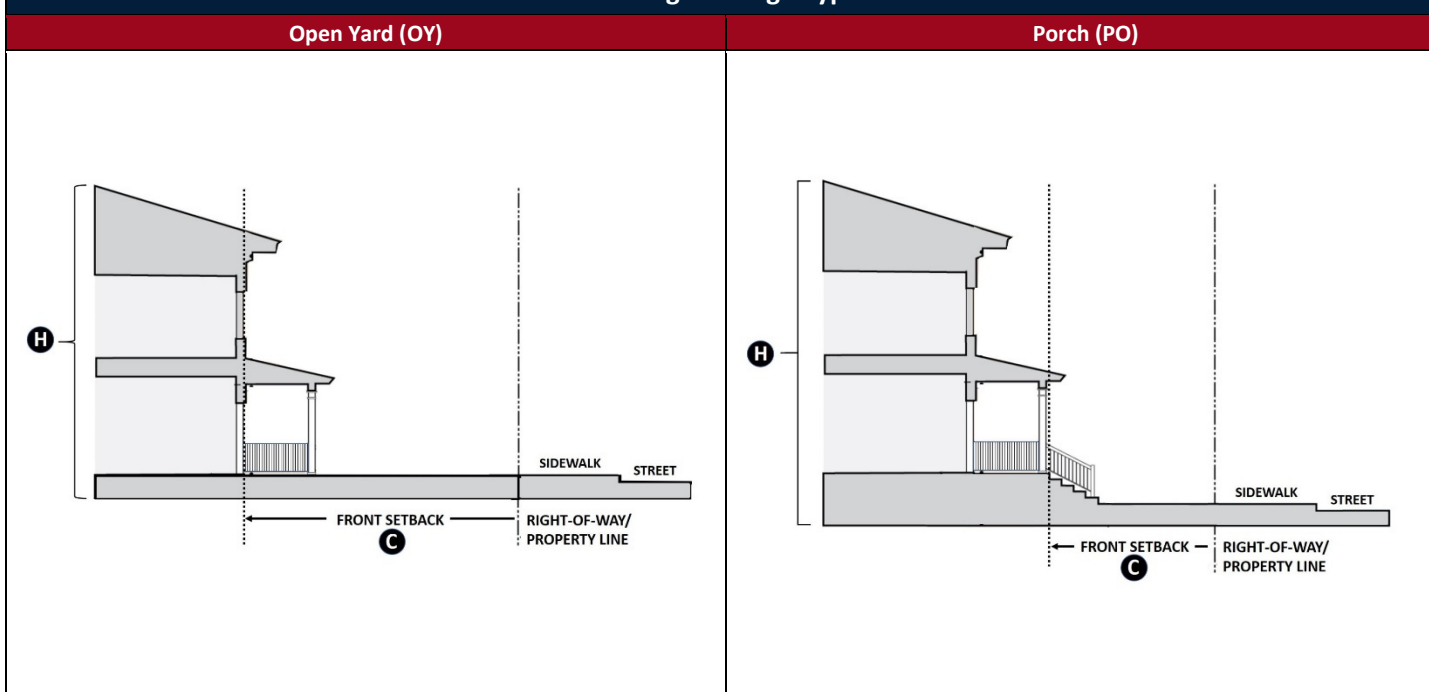 Open Yard (OY)
Porch (PO)
H
SIDEWALK
STREET
FRONT SETBACK
C
RIGHT-OF-WAY/
PROPERTY LINE
H
SIDEWALK
STREET
FRONT SETBACK
C
RIGHT-OF-WAY/
PROPERTY LINE